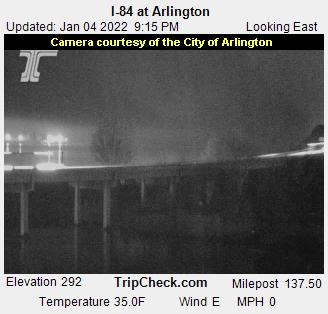 I-84 at Arlington
Updated: Jan 04 2022 9:15 PM Looking East
Camera courtesy of the City of Arlington
Elevation 292 TripCheck.com Milepost 137.50
Temperature 35.0F Wind E MPH 0